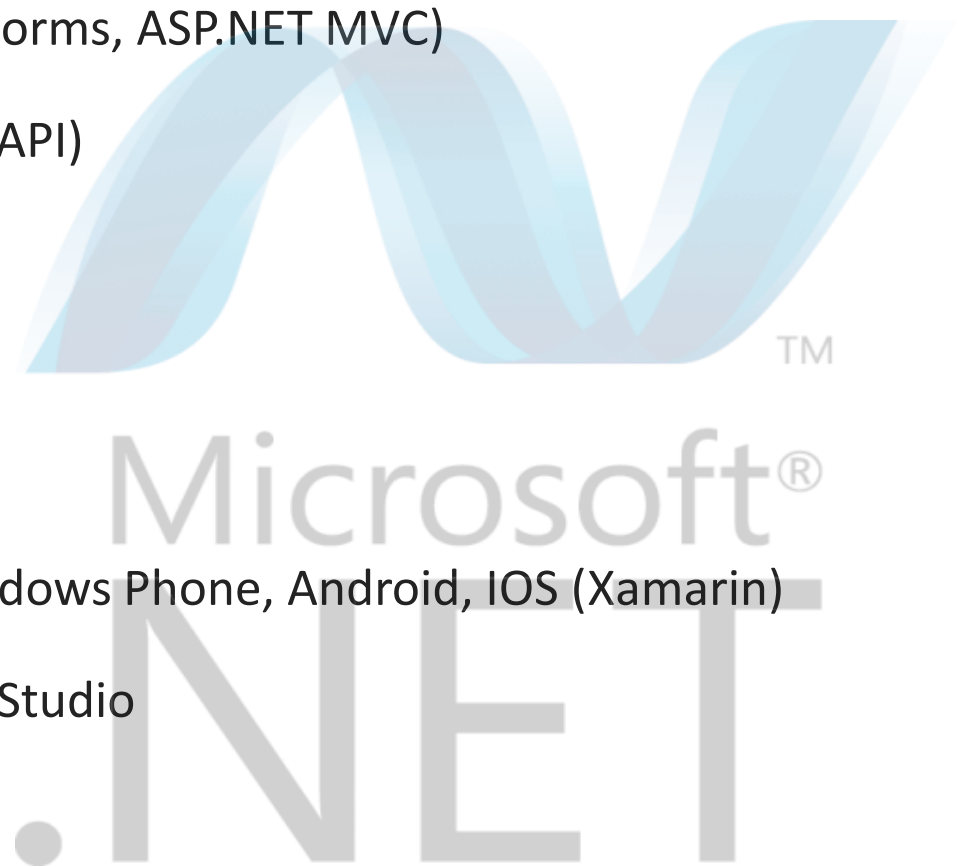 orms, ASP.NET MVC)
API)
TM
Microsoft®
dows Phone, Android, IOS (Xamarin)
Studio
.NET